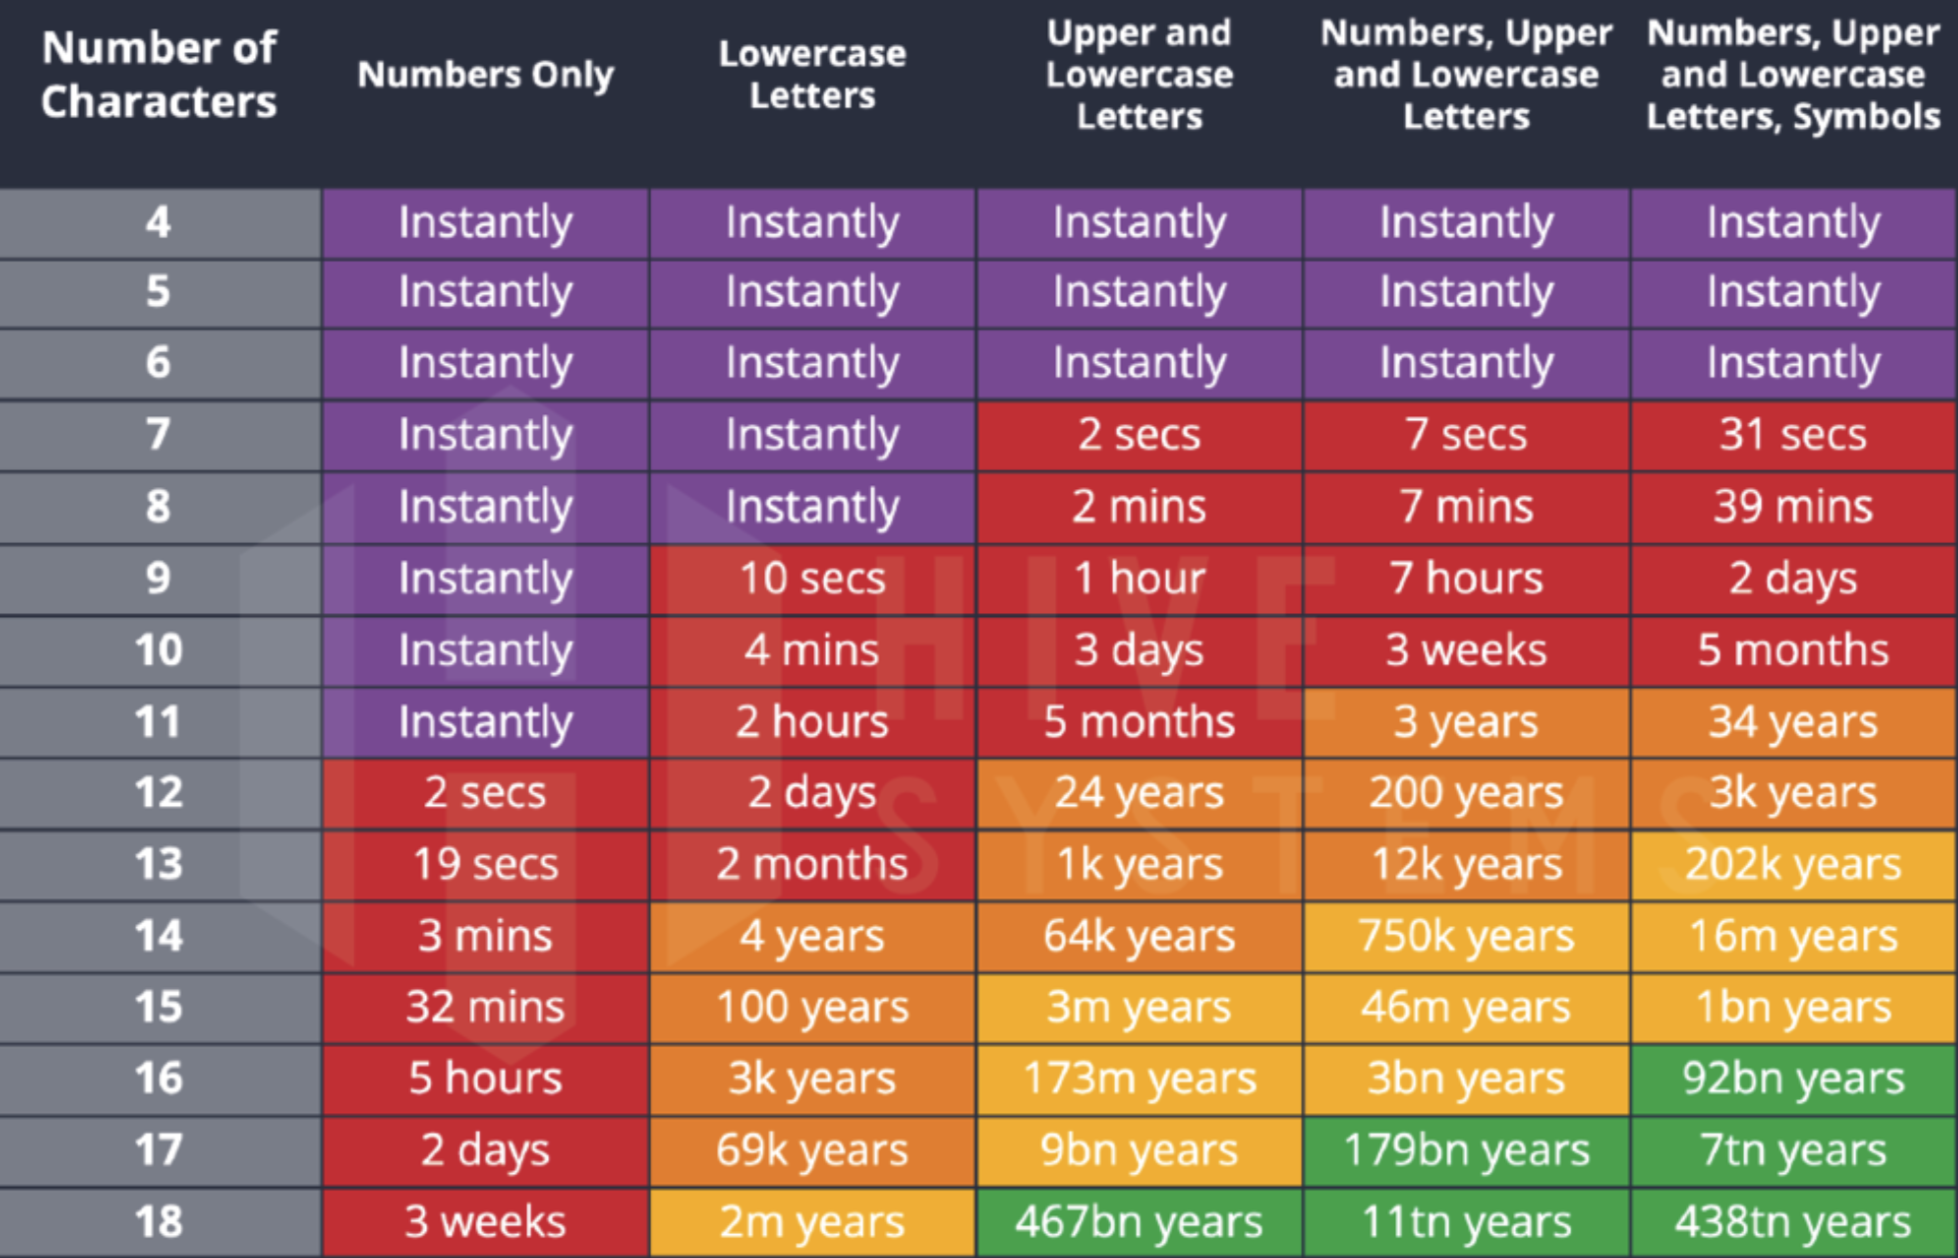 Number of Characters Numbers Only Lowercase Letters Upper and Lowercase Letters Numbers, Upper and Lowercase Letters Numbers, Upper and Lowercase Letters, Symbols
4 Instantly Instantly Instantly Instantly Instantly
5 Instantly Instantly Instantly Instantly Instantly
6 Instantly Instantly Instantly Instantly Instantly
7 Instantly Instantly 2 secs 7 secs 31 secs
8 Instantly Instantly 2 mins 7 mins 39 mins
9 Instantly 10 secs 1 hour 7 hours 2 days
10 Instantly 4 mins 3 days 3 weeks 5 months
11 Instantly 2 hours 5 months 3 years 34 years
12 2 secs 2 days 24 years 200 years 3k years
13 19 secs 2 months 1k years 12k years 202k years
14 3 mins 4 years 64k years 750k years 16m years
15 32 mins 100 years 3m years 46m years 1bn years
16 5 hours 3k years 173m years 3bn years 92bn years
17 2 days 69k years 9bn years 179bn years 7tn years
18 3 weeks 2m years 467bn years 11tn years 438tn years
HIVE
SYSTEMS